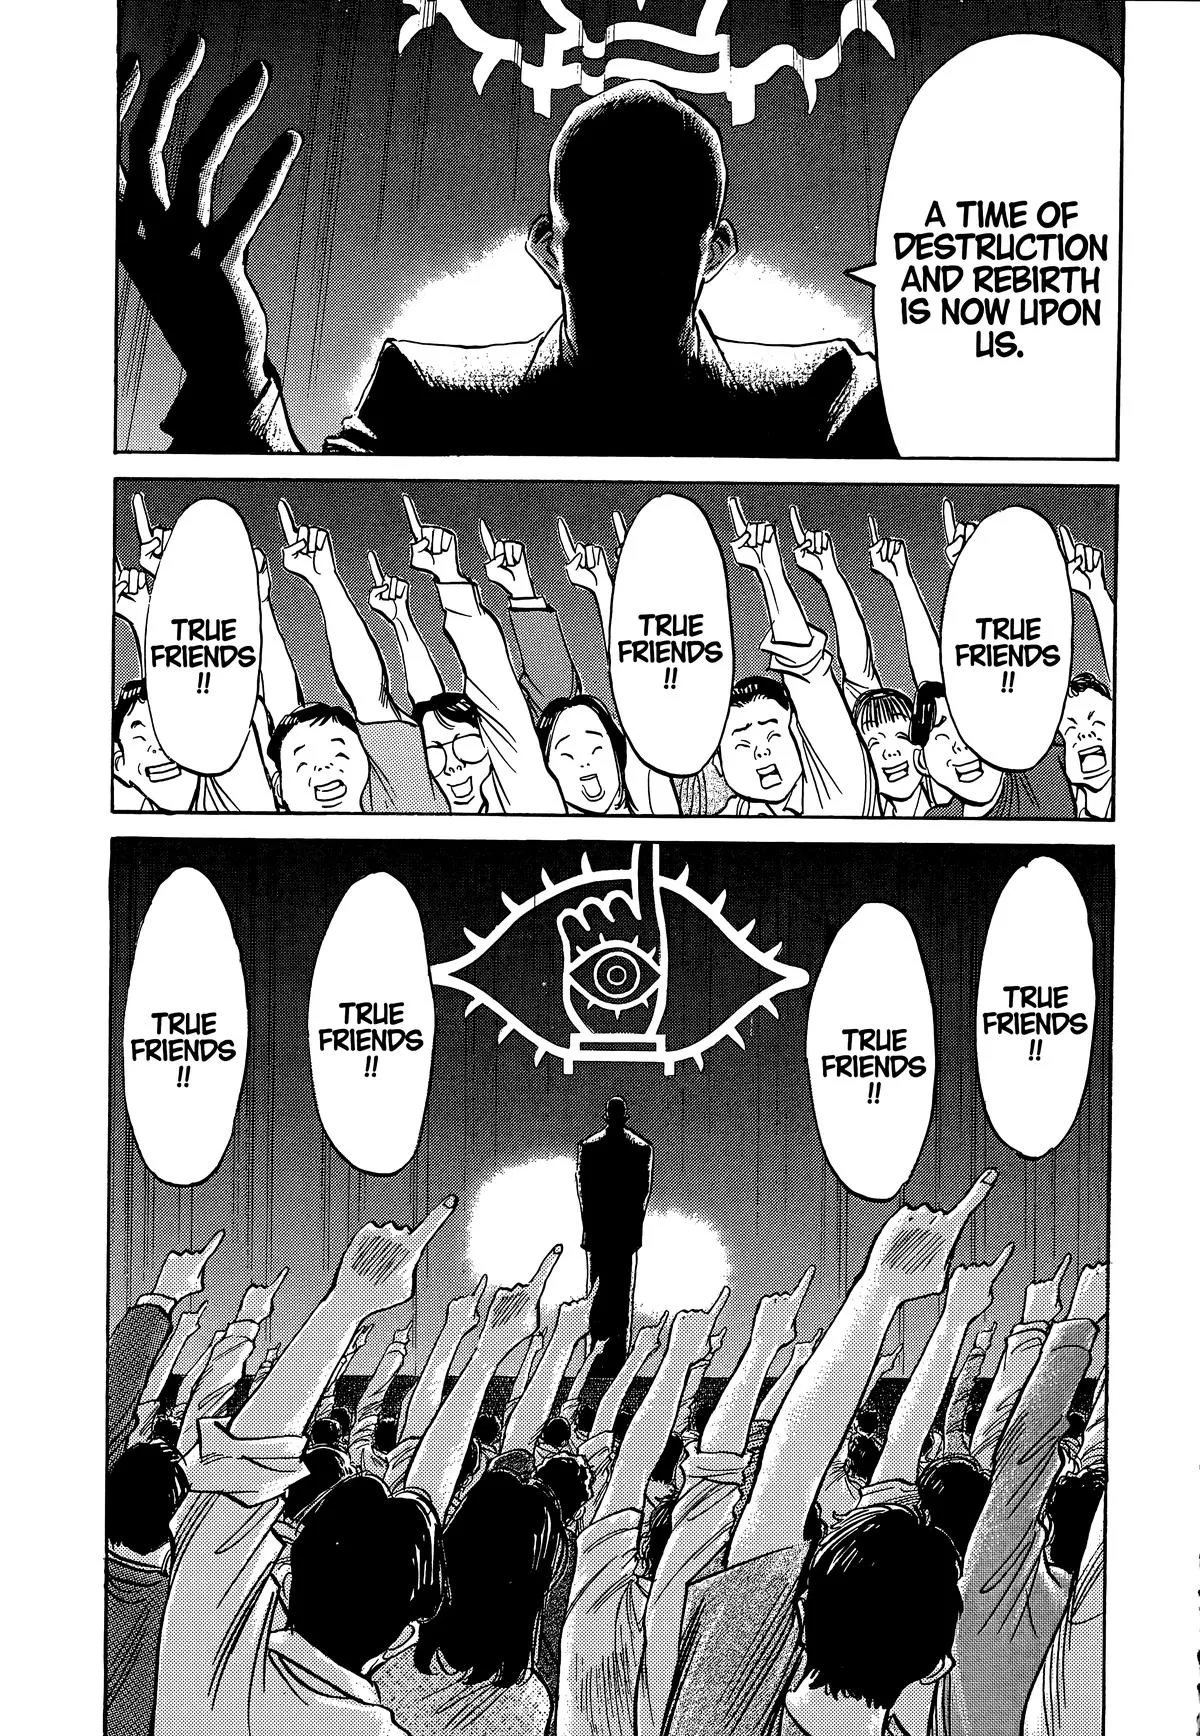 A TIME OF
DESTRUCTION
AND REBIRTH
IS NOW UPON
US.
TRUE
FRIENDS
!!
TRUE
FRIENDS
!!
TRUE
FRIENDS
!!
TRUE
FRIENDS
!!
TRUE
FRIENDS
!!
TRUE
FRIENDS
!!
TRUE
FRIENDS
!!